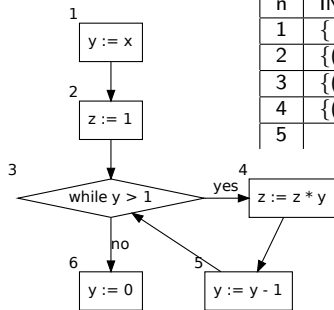 1
y := x
2
z := 1
3
while y > 1
yes
no
4
z := z * y
5
y := y - 1
6
y := 0
n
1 {
2 {(
3 {(
4 {(
5